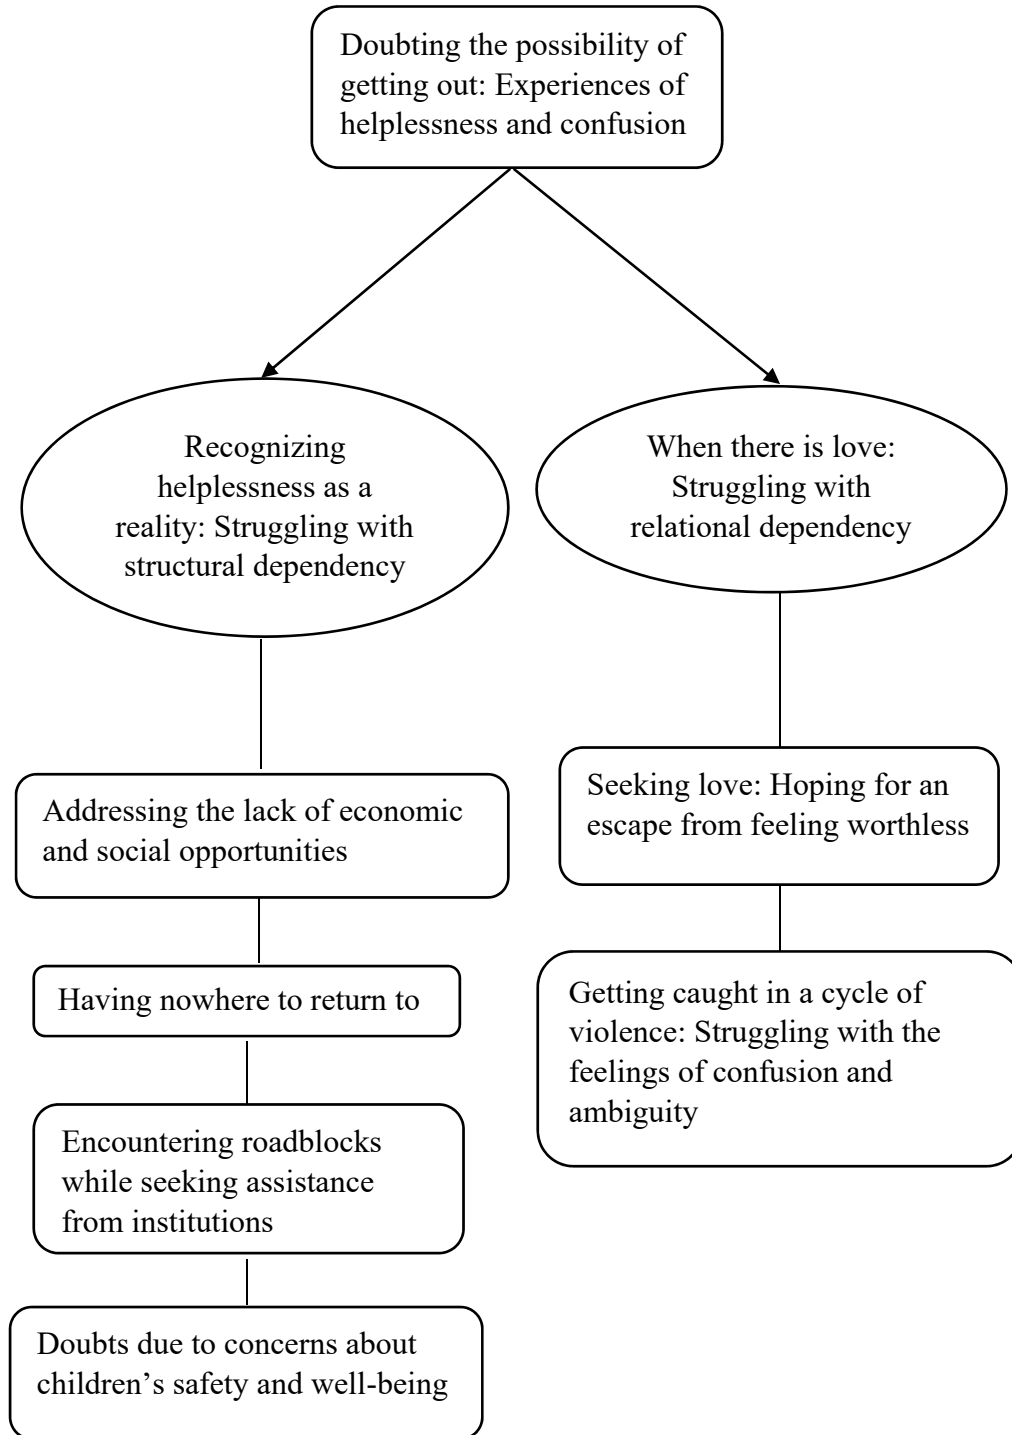 Doubting the possibility of
getting out: Experiences of
helplessness and confusion
Recognizing
helplessness as a
reality: Struggling with
structural dependency
When there is love:
Struggling with
relational dependency
Addressing the lack of economic
and social opportunities
Having nowhere to return to
Encountering roadblocks
while seeking assistance
from institutions
Doubts due to concerns about
children’s safety and well-being
Seeking love: Hoping for an
escape from feeling worthless
Getting caught in a cycle of
violence: Struggling with the
feelings of confusion and
ambiguity